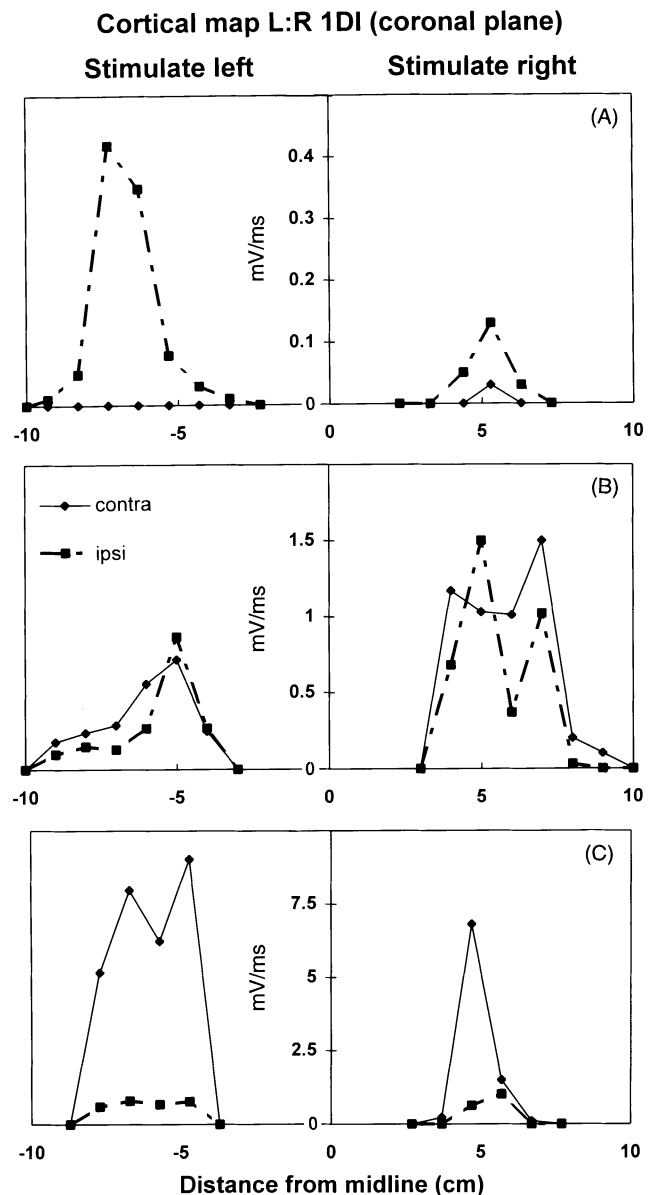 Cortical map L:R 1DI (coronal plane)
Stimulate left Stimulate right
(A)
0.4
0.3
mV/ms
0.2
0.1
0
-10 -5 0 5 10
(B)
contra
ipsi
1.5
mV/ms
1
0.5
0
-10 -5 0 5 10
(C)
7.5
mV/ms
5
2.5
0
-10 -5 0 5 10
Distance from midline (cm)